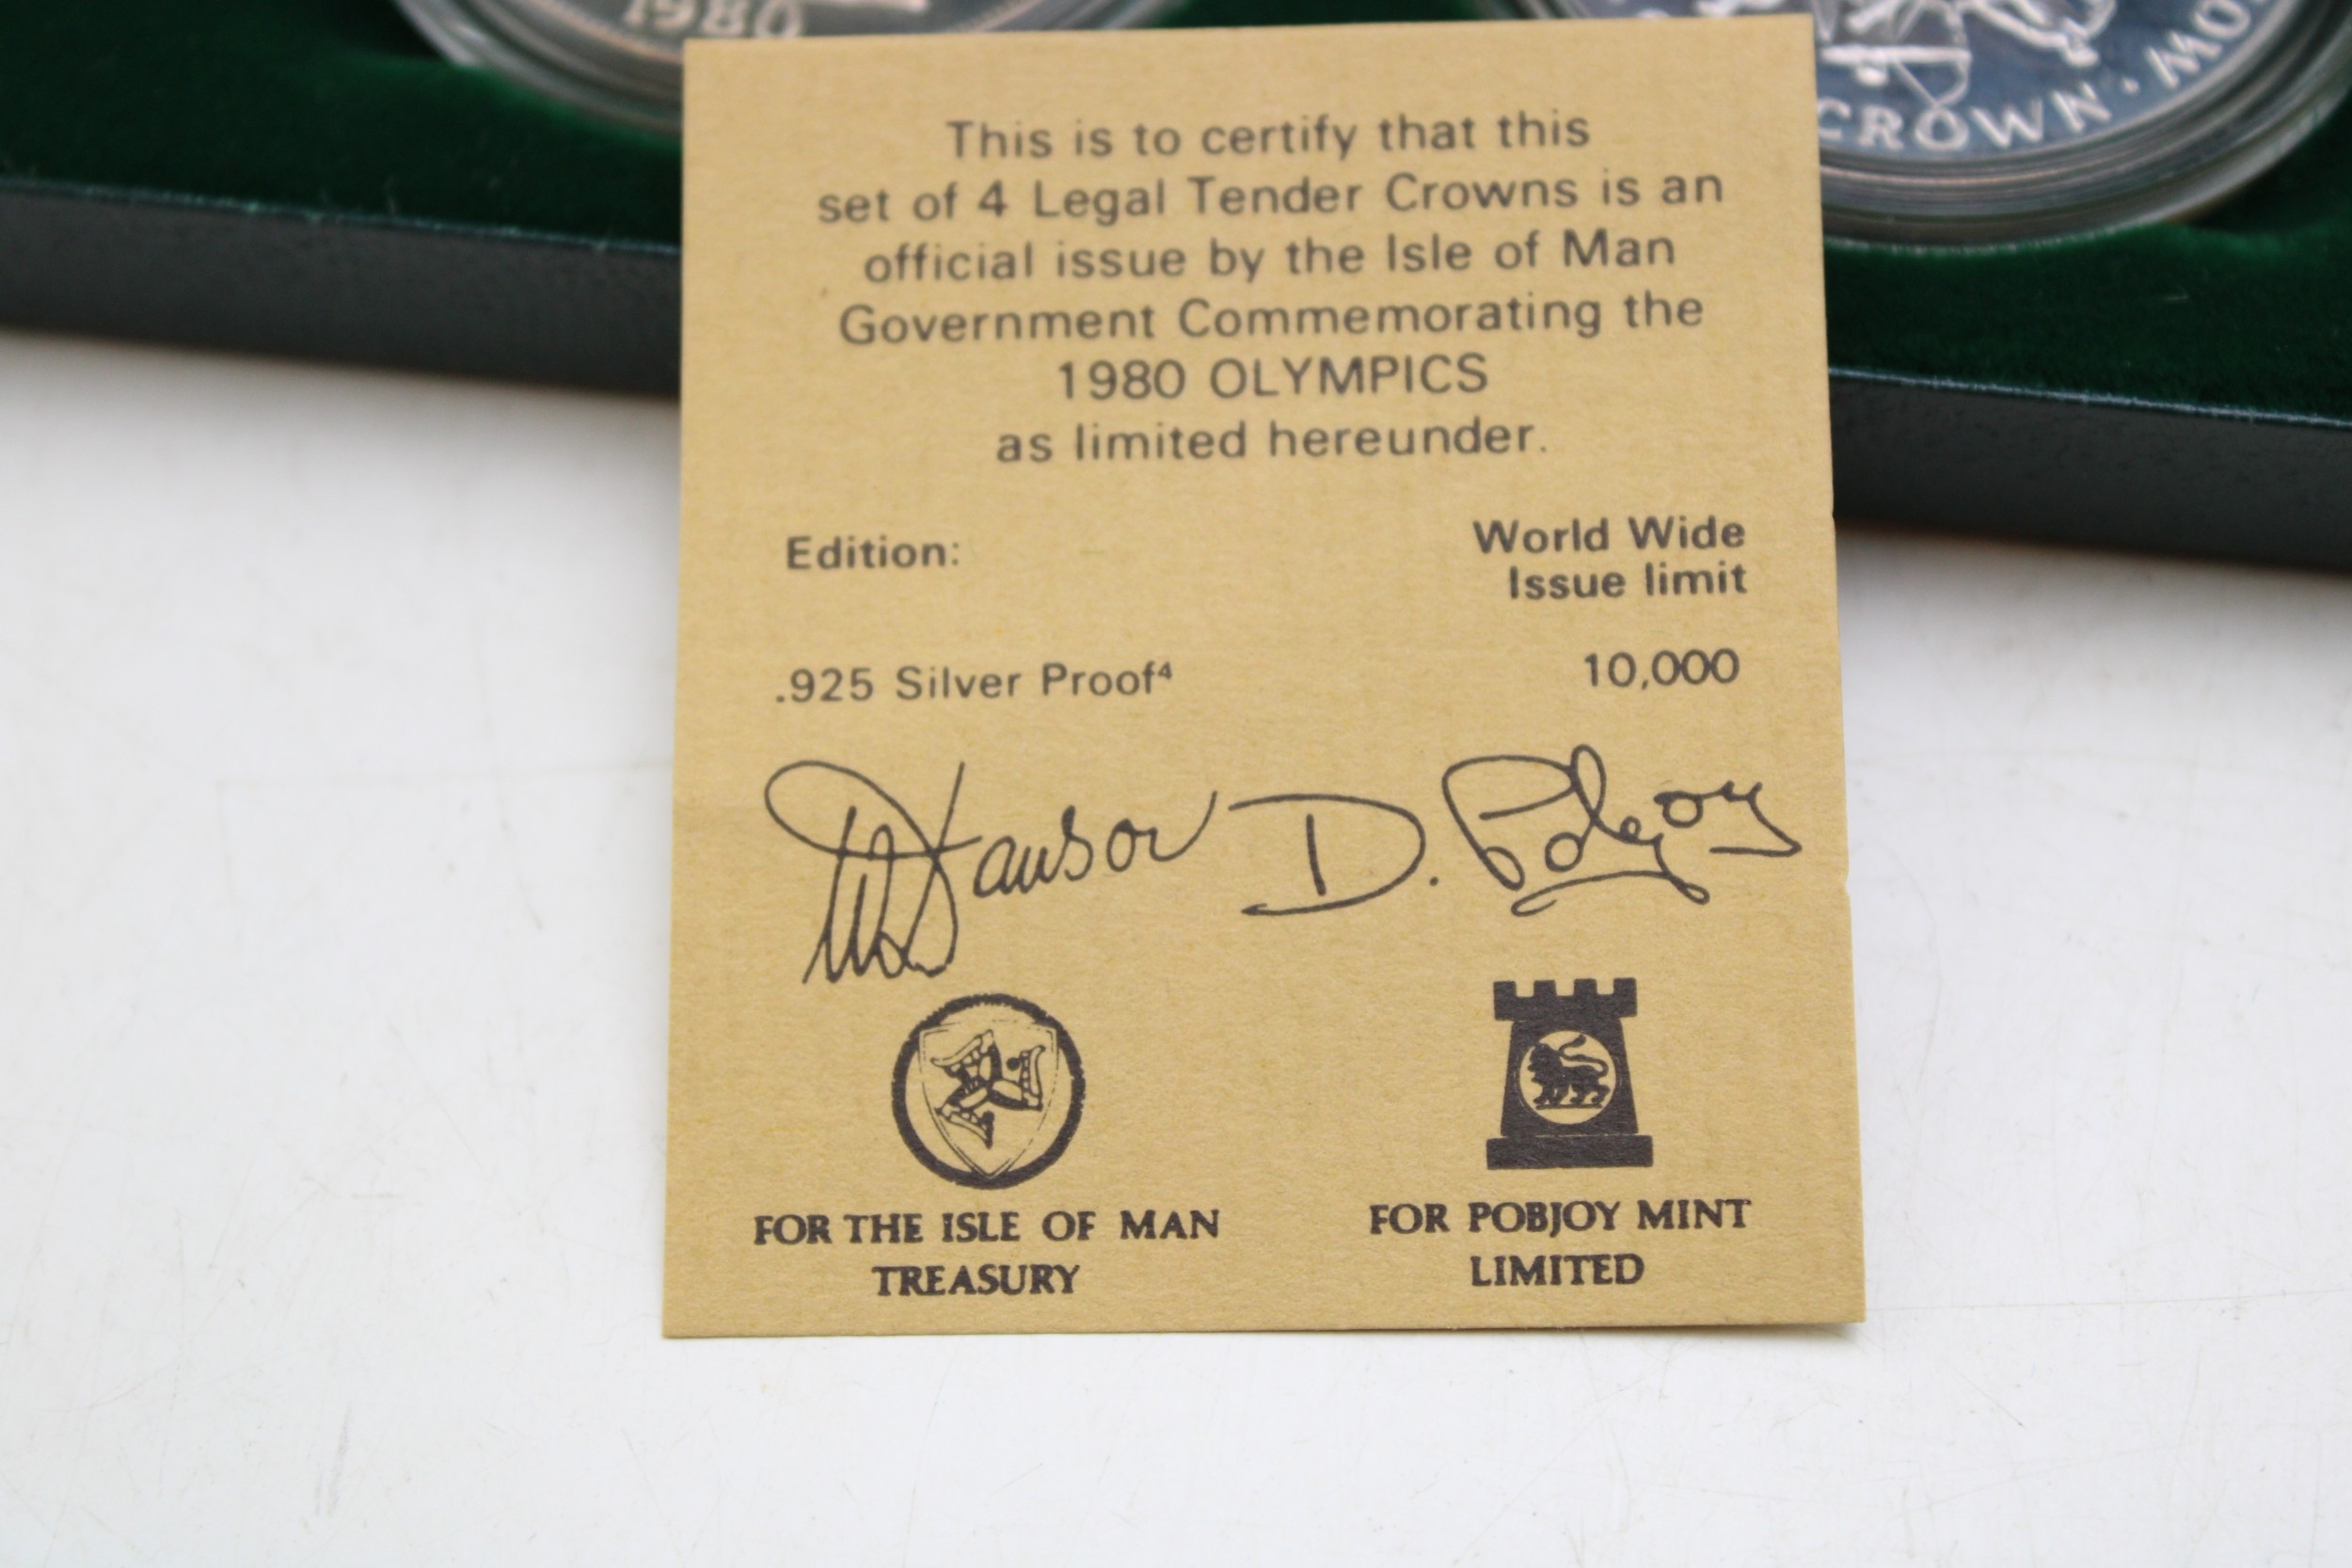 1980
CROWN · MO
This is to certify that this
set of 4 Legal Tender Crowns is an
official issue by the Isle of Man
Government Commemorating the
1980 OLYMPICS
as limited hereunder.
Edition:
World Wide
Issue limit
.925 Silver Proof⁴
10,000
D. Pobjoy
FOR THE ISLE OF MAN
TREASURY
FOR POBJOY MINT
LIMITED